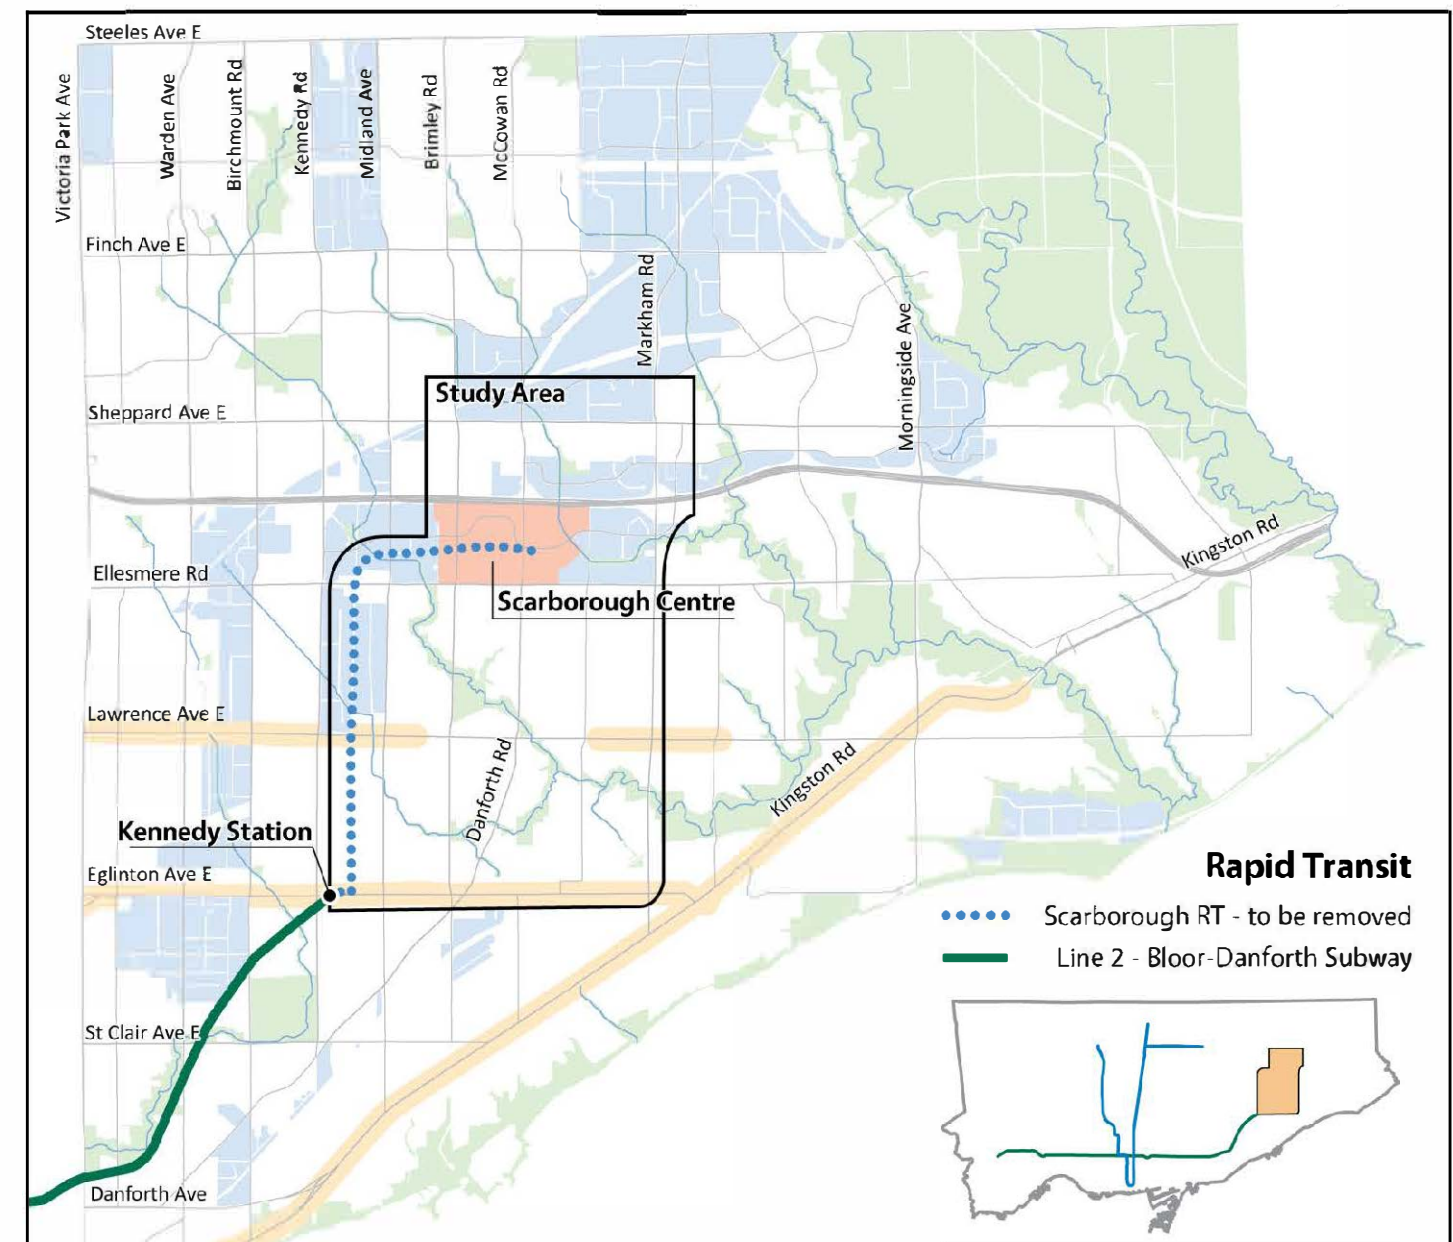 Steeles Ave E
Victoria Park Ave
Warden Ave
Birchmount Rd
Kennedy Rd
Midland Ave
Brimley Rd
McCowan Rd
Finch Ave E
Markham Rd
Morningside Ave
Study Area
Sheppard Ave E
Kingston Rd
Ellesmere Rd
Scarborough Centre
Lawrence Ave E
Danforth Rd
Kingston Rd
Kennedy Station
Eglinton Ave E
Rapid Transit
Scarborough RT - to be removed
Line 2 - Bloor-Danforth Subway
St Clair Ave E
Danforth Ave